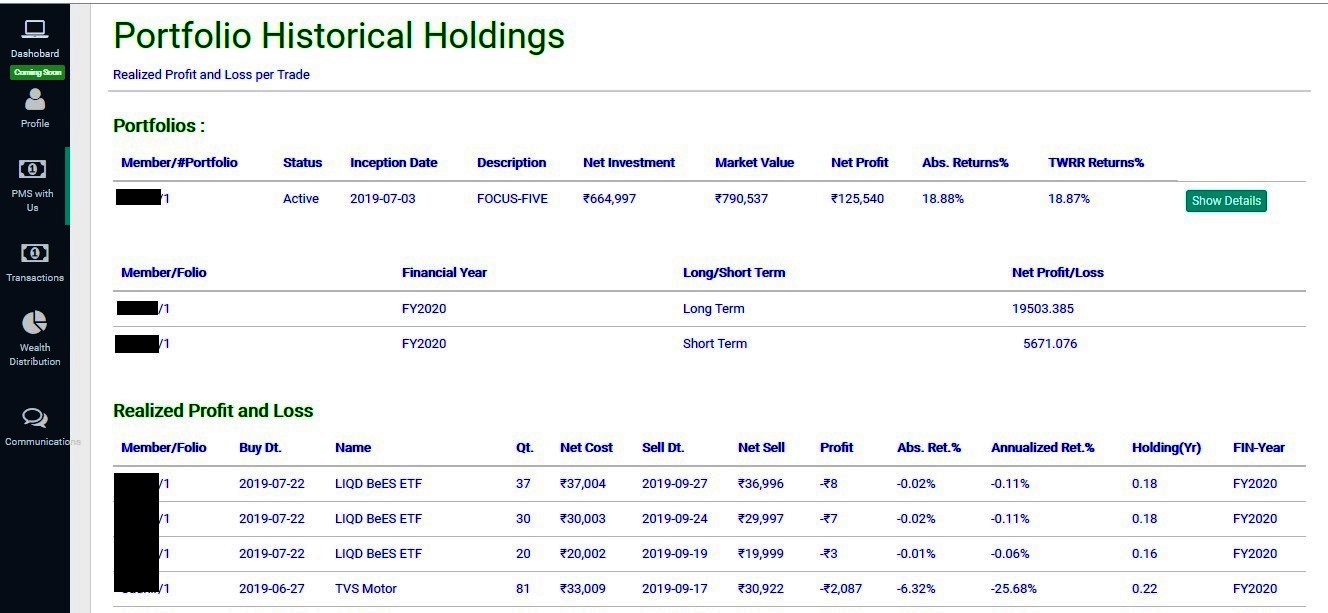 Dashobard
Coming Soon
Profile
PMS with
Us
Transactions
Wealth
Distribution
Communications
Portfolio Historical Holdings
Realized Profit and Loss per Trade
Portfolios :
Member/#Portfolio Status Inception Date Description Net Investment Market Value Net Profit Abs. Returns% TWRR Returns%
/1 Active 2019-07-03 FOCUS-FIVE ₹664,997 ₹790,537 ₹125,540 18.88% 18.87% Show Details
Member/Folio Financial Year Long/Short Term Net Profit/Loss
/1 FY2020 Long Term 19503.385
/1 FY2020 Short Term 5671.076
Realized Profit and Loss
Member/Folio Buy Dt. Name Qt. Net Cost Sell Dt. Net Sell Profit Abs. Ret.% Annualized Ret.% Holding(Yr) FIN-Year
/1 2019-07-22 LIQD BeES ETF 37 ₹37,004 2019-09-27 ₹36,996 -₹8 -0.02% -0.11% 0.18 FY2020
/1 2019-07-22 LIQD BeES ETF 30 ₹30,003 2019-09-24 ₹29,997 -₹7 -0.02% -0.11% 0.18 FY2020
/1 2019-07-22 LIQD BeES ETF 20 ₹20,002 2019-09-19 ₹19,999 -₹3 -0.01% -0.06% 0.16 FY2020
/1 2019-06-27 TVS Motor 81 ₹33,009 2019-09-17 ₹30,922 -₹2,087 -6.32% -25.68% 0.22 FY2020